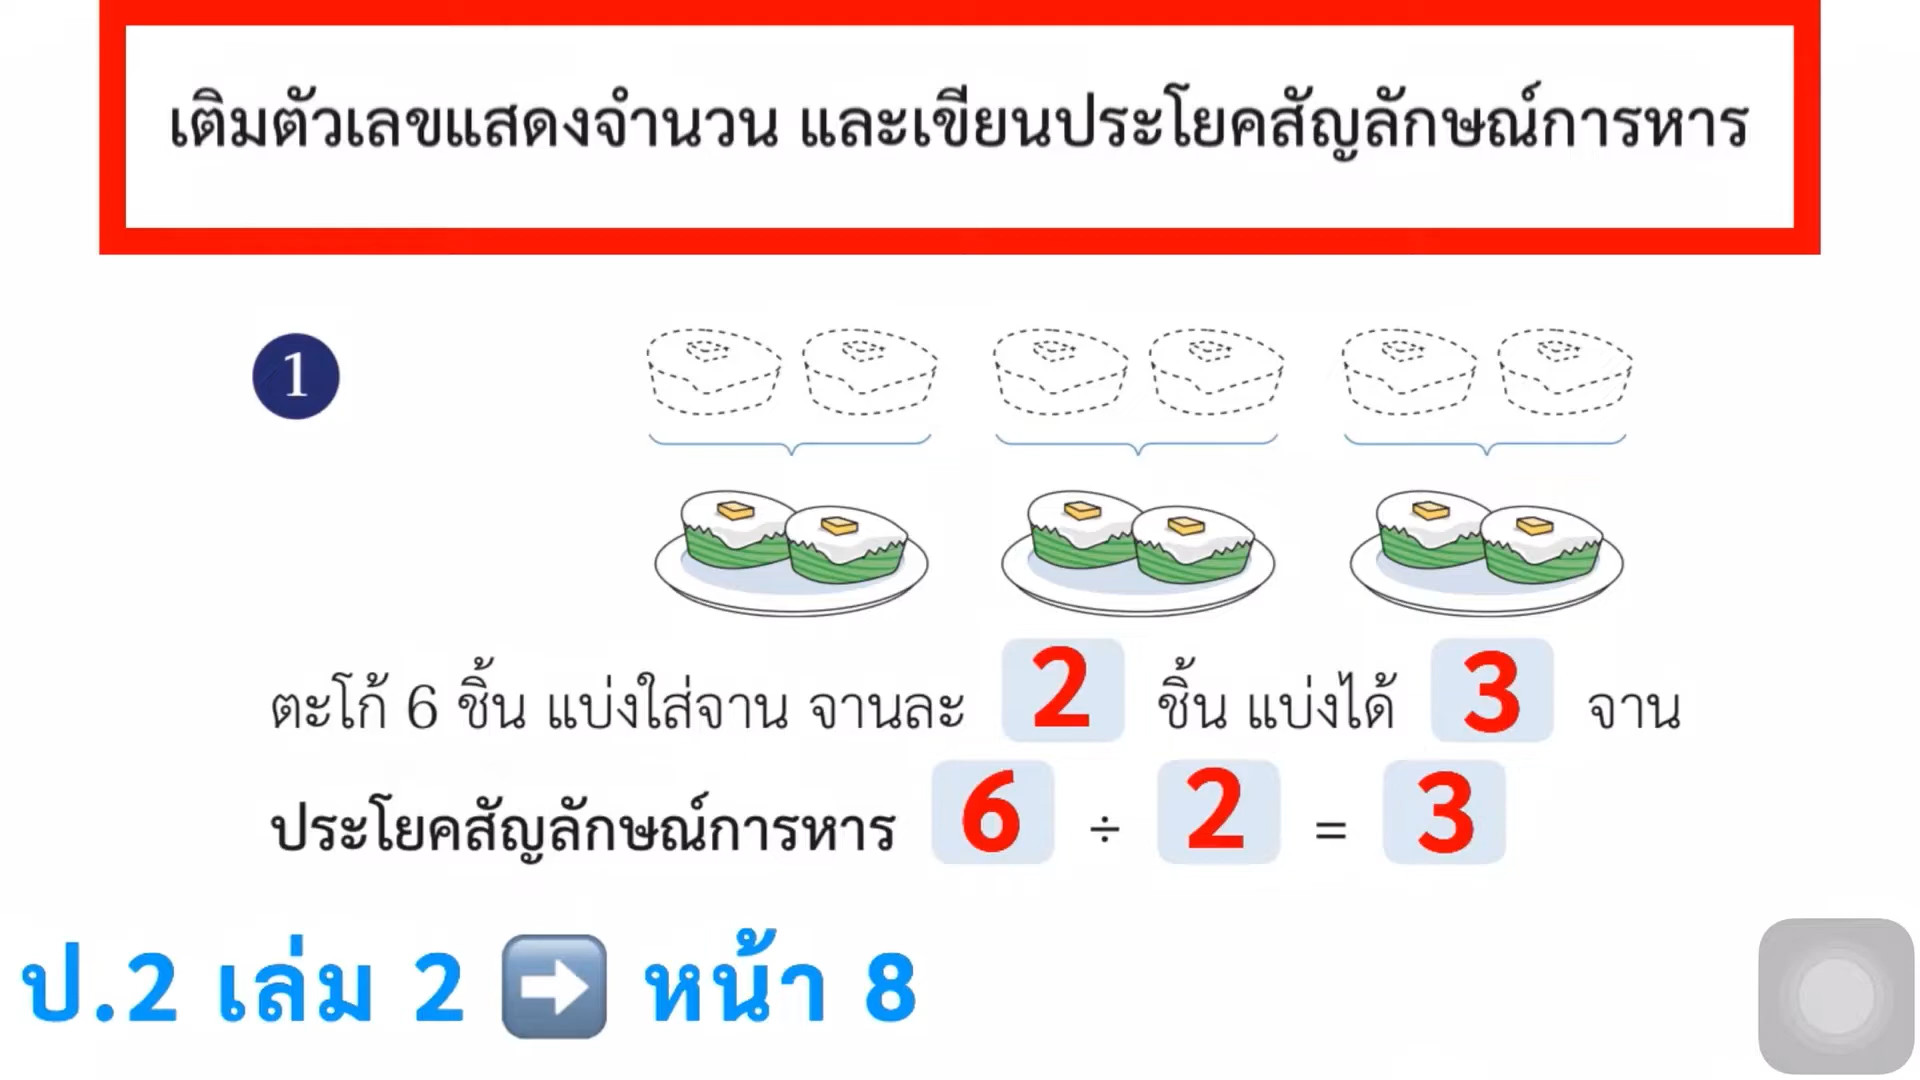 เติมตัวเลขแสดงจำนวน และเขียนประโยคสัญลักษณ์การหาร
1
ตะโก้ 6 ชิ้น แบ่งใส่จาน จานละ 2 ชิ้น แบ่งได้ 3 จาน
ประโยคสัญลักษณ์การหาร 6 ÷ 2 = 3
ป.2 เล่ม 2 ➡ หน้า 8